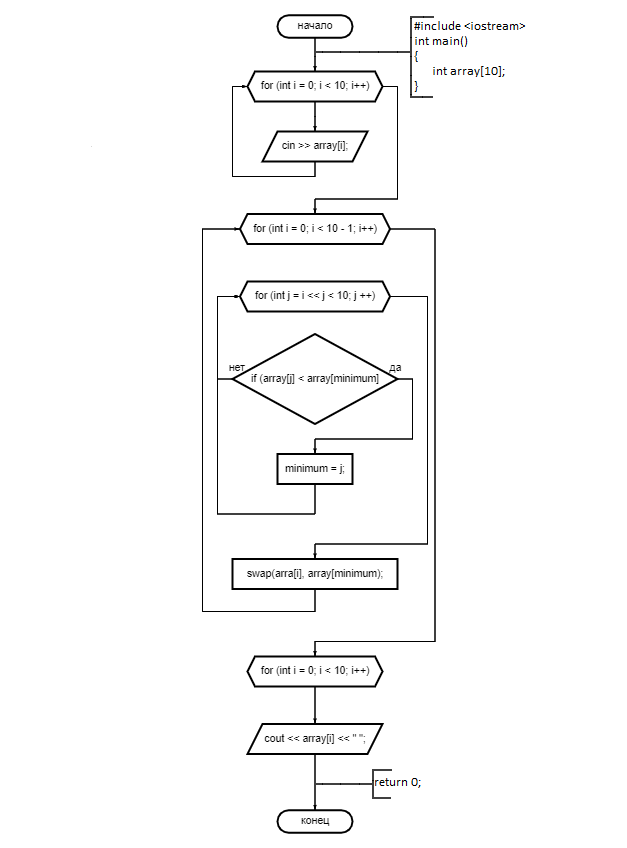 начало
#include <iostream>
int main()
{
int array[10];
}
for (int i = 0; i < 10; i++)
cin >> array[i];
for (int i = 0; i < 10 - 1; i++)
for (int j = i << j < 10; j ++)
нет
да
if (array[j] < array[minimum]
minimum = j;
swap(arra[i], array[minimum);
for (int i = 0; i < 10; i++)
cout << array[i] << " ";
return 0;
конец